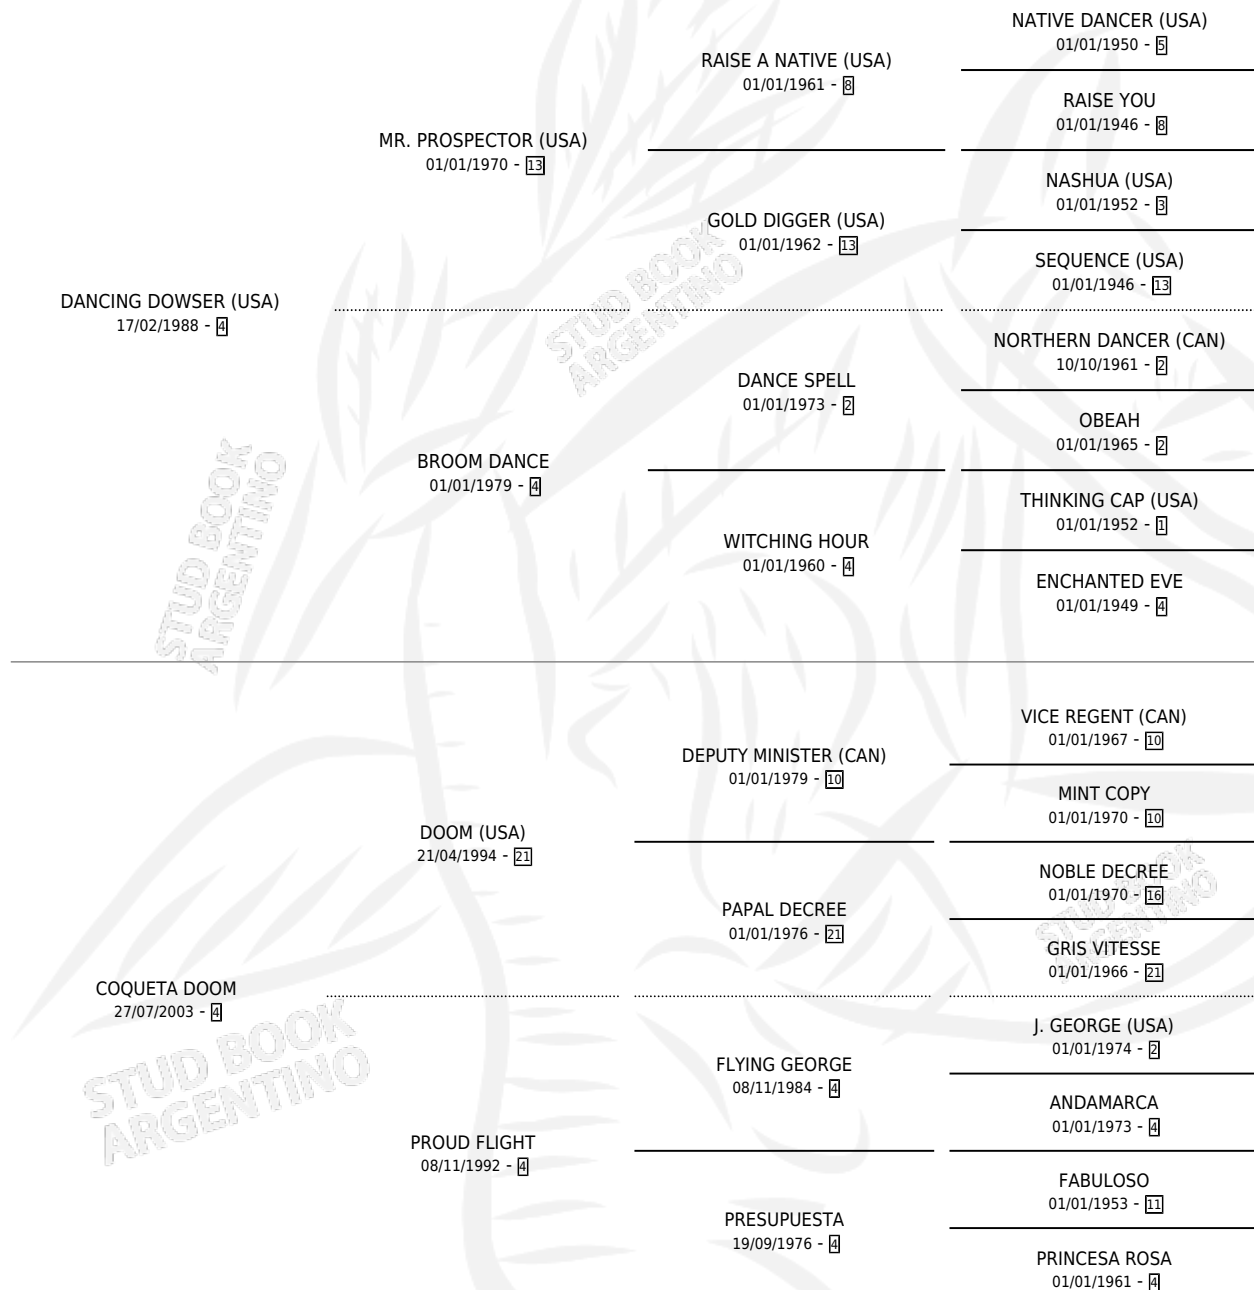 NATIVE DANCER (USA)
01/01/1950 - 5
RAISE A NATIVE (USA)
01/01/1961 - 8
RAISE YOU
01/01/1946 - 8
MR. PROSPECTOR (USA)
01/01/1970 - 13
NASHUA (USA)
01/01/1952 - 3
GOLD DIGGER (USA)
01/01/1962 - 13
SEQUENCE (USA)
01/01/1946 - 13
DANCING DOWSER (USA)
17/02/1988 - 4
NORTHERN DANCER (CAN)
10/10/1961 - 2
DANCE SPELL
01/01/1973 - 2
OBEAH
01/01/1965 - 2
BROOM DANCE
01/01/1979 - 4
THINKING CAP (USA)
01/01/1952 - 1
WITCHING HOUR
01/01/1960 - 4
ENCHANTED EVE
01/01/1949 - 4
VICE REGENT (CAN)
01/01/1967 - 10
DEPUTY MINISTER (CAN)
01/01/1979 - 10
MINT COPY
01/01/1970 - 10
DOOM (USA)
21/04/1994 - 21
NOBLE DECREE
01/01/1970 - 16
PAPAL DECREE
01/01/1976 - 21
GRIS VITESSE
01/01/1966 - 21
COQUETA DOOM
27/07/2003 - 4
J. GEORGE (USA)
01/01/1974 - 2
FLYING GEORGE
08/11/1984 - 4
ANDAMARCA
01/01/1973 - 4
PROUD FLIGHT
08/11/1992 - 4
FABULOSO
01/01/1953 - 11
PRESUPUESTA
19/09/1976 - 4
PRINCESA ROSA
01/01/1961 - 4
STUD BOOK
ARGENTINO
STUD BOOK
ARGENTINO
STUD BOOK
ARGENTINO
STUD BOOK
ARGENTINO